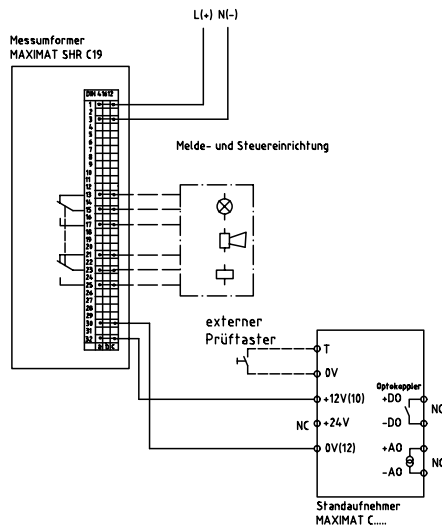 L(+) N(-)
Messumformer
MAXIMAT SHR C19
DIN 41612
1
2
3
4
5
6
7
8
9
10
11
12
13
14
15
16
17
18
19
20
21
22
23
24
25
26
27
28
29
30
31
32
a b c
Melde- und Steuereinrichtung
externer
Prüftaster
T
0V
+12V(10)
NC +24V
0V(12)
Optokoppler
+DO
NC
-DO
+AO
NC
-AO
Standaufnehmer
MAXIMAT C.....